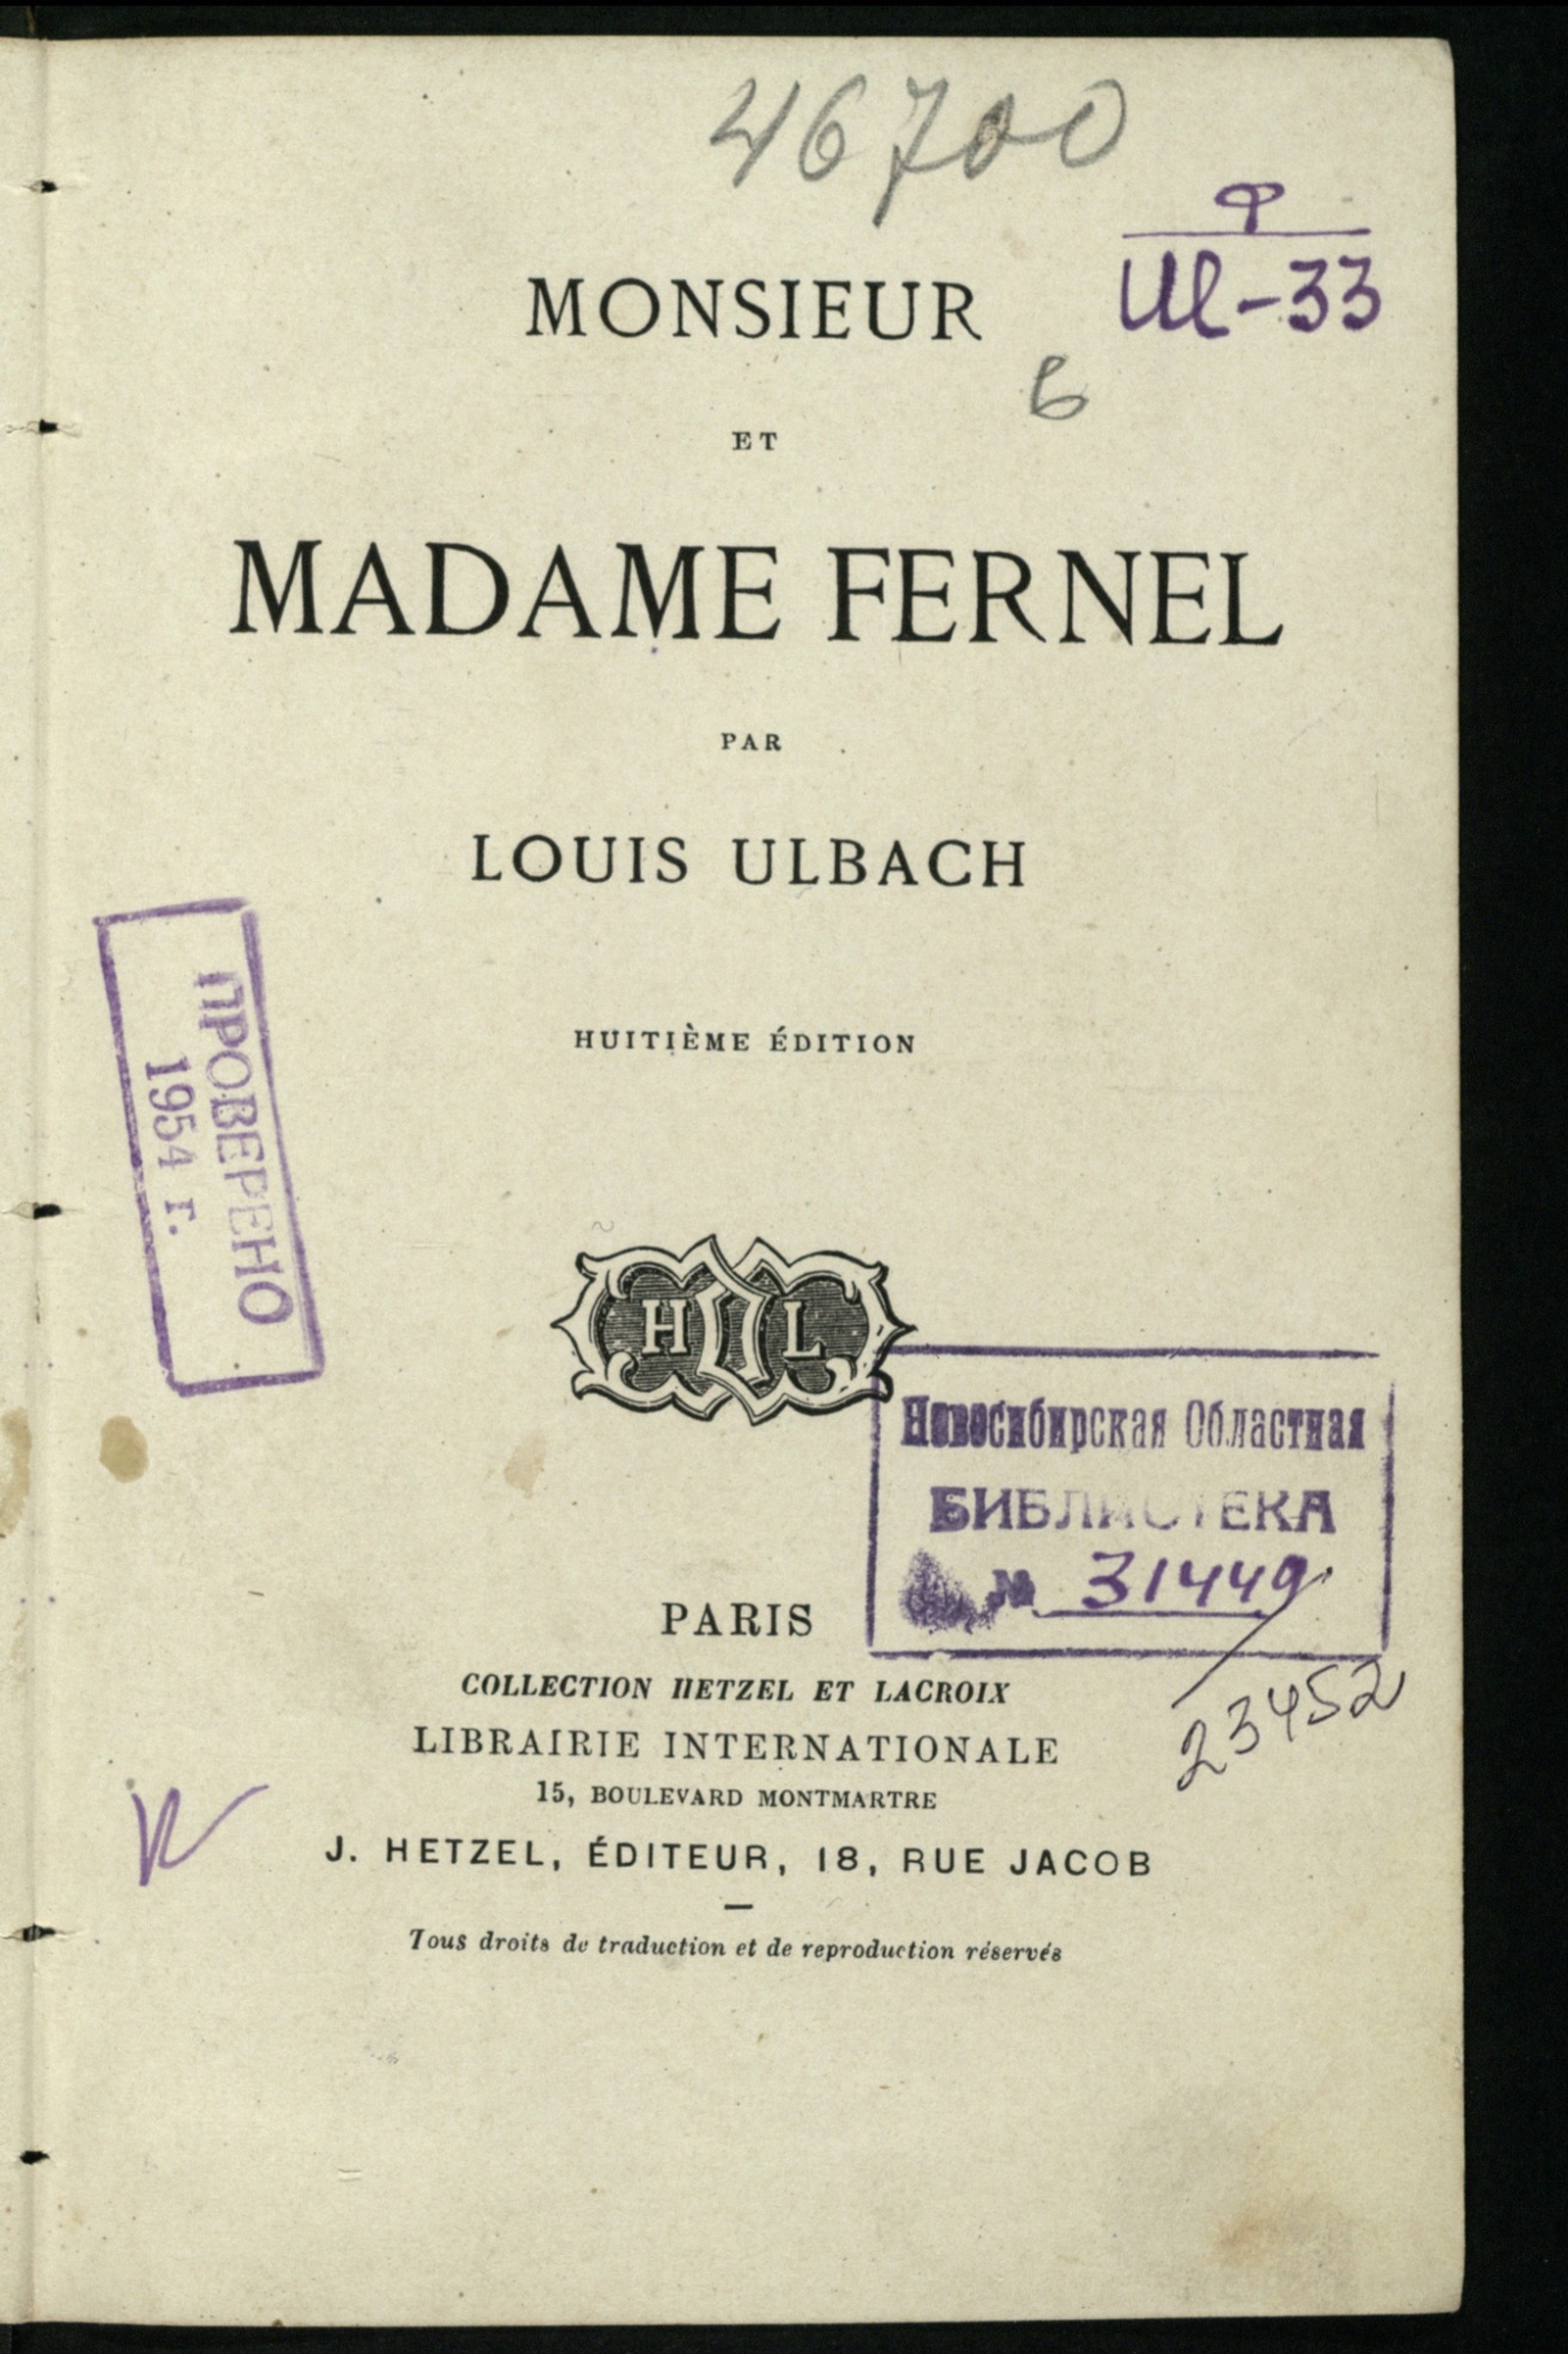 46700
Ф
Ul-33
MONSIEUR
Б
ET
MADAME FERNEL
PAR
LOUIS ULBACH
ПРОВЕРЕНО
1954 г.
HUITIÈME ÉDITION
H L
Новосибирская Областная
БИБЛИОТЕКА
№ 31449
PARIS
23452
COLLECTION HETZEL ET LACROIX
LIBRAIRIE INTERNATIONALE
15, BOULEVARD MONTMARTRE
J. HETZEL, ÉDITEUR, 18, RUE JACOB
Tous droits de traduction et de reproduction réservés